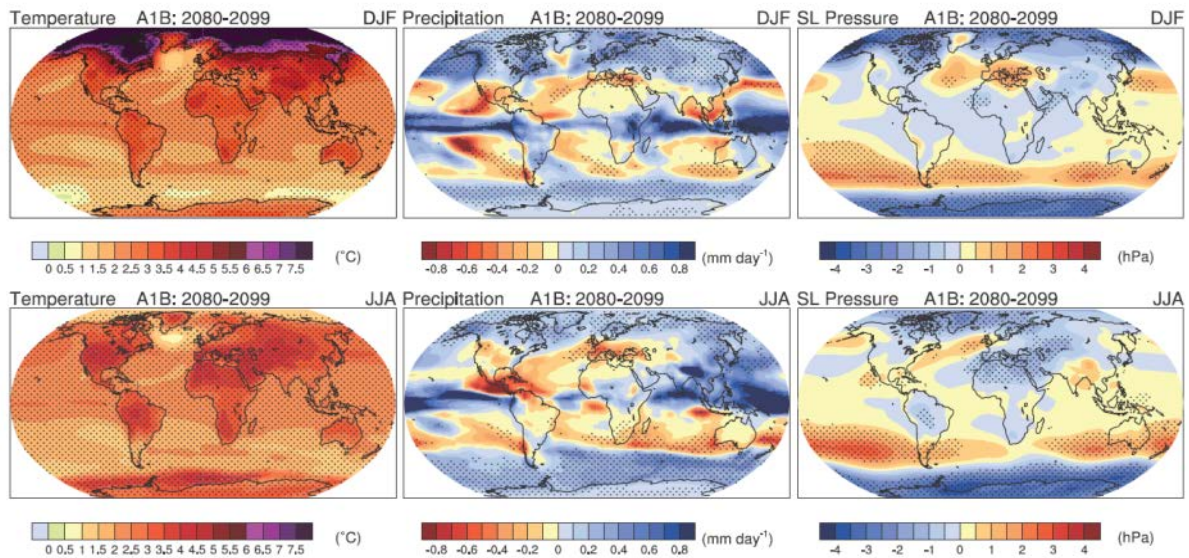 Temperature A1B: 2080-2099 DJF
Precipitation A1B: 2080-2099 DJF
SL Pressure A1B: 2080-2099 DJF
0 0.5 1 1.5 2 2.5 3 3.5 4 4.5 5 5.5 6 6.5 7 7.5 (°C)
-0.8 -0.6 -0.4 -0.2 0 0.2 0.4 0.6 0.8 (mm day⁻¹)
-4 -3 -2 -1 0 1 2 3 4 (hPa)
Temperature A1B: 2080-2099 JJA
Precipitation A1B: 2080-2099 JJA
SL Pressure A1B: 2080-2099 JJA
0 0.5 1 1.5 2 2.5 3 3.5 4 4.5 5 5.5 6 6.5 7 7.5 (°C)
-0.8 -0.6 -0.4 -0.2 0 0.2 0.4 0.6 0.8 (mm day⁻¹)
-4 -3 -2 -1 0 1 2 3 4 (hPa)